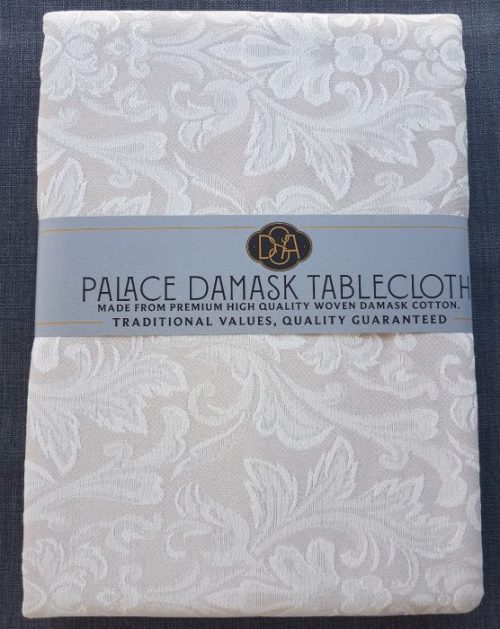 DSA
PALACE DAMASK TABLECLOTH
MADE FROM PREMIUM HIGH QUALITY WOVEN DAMASK COTTON.
TRADITIONAL VALUES, QUALITY GUARANTEED